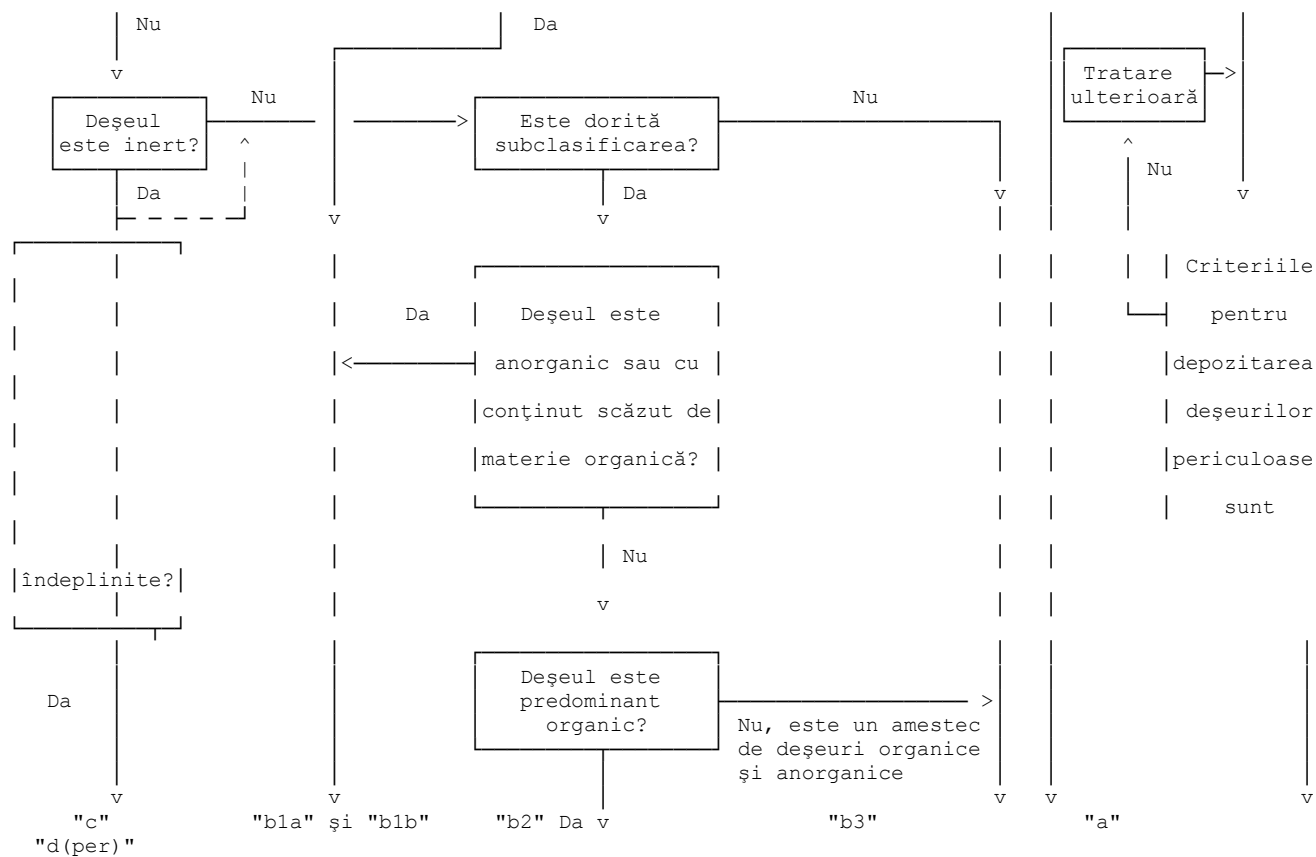 Nu
Da
Tratare
ulterioară
Nu
Nu
Deşeul
este inert?
Este dorită
subclasificarea?
Nu
Da
Da
Criteriile
Da
Deşeul este
pentru
anorganic sau cu
depozitarea
conţinut scăzut de
deşeurilor
materie organică?
periculoase
sunt
Nu
îndeplinite?
Deşeul este
predominant
organic?
Da
Nu, este un amestec
de deşeuri organice
şi anorganice
"c"
"b1a" şi "b1b"
"b2" Da
"b3"
"a"
"d(per)"